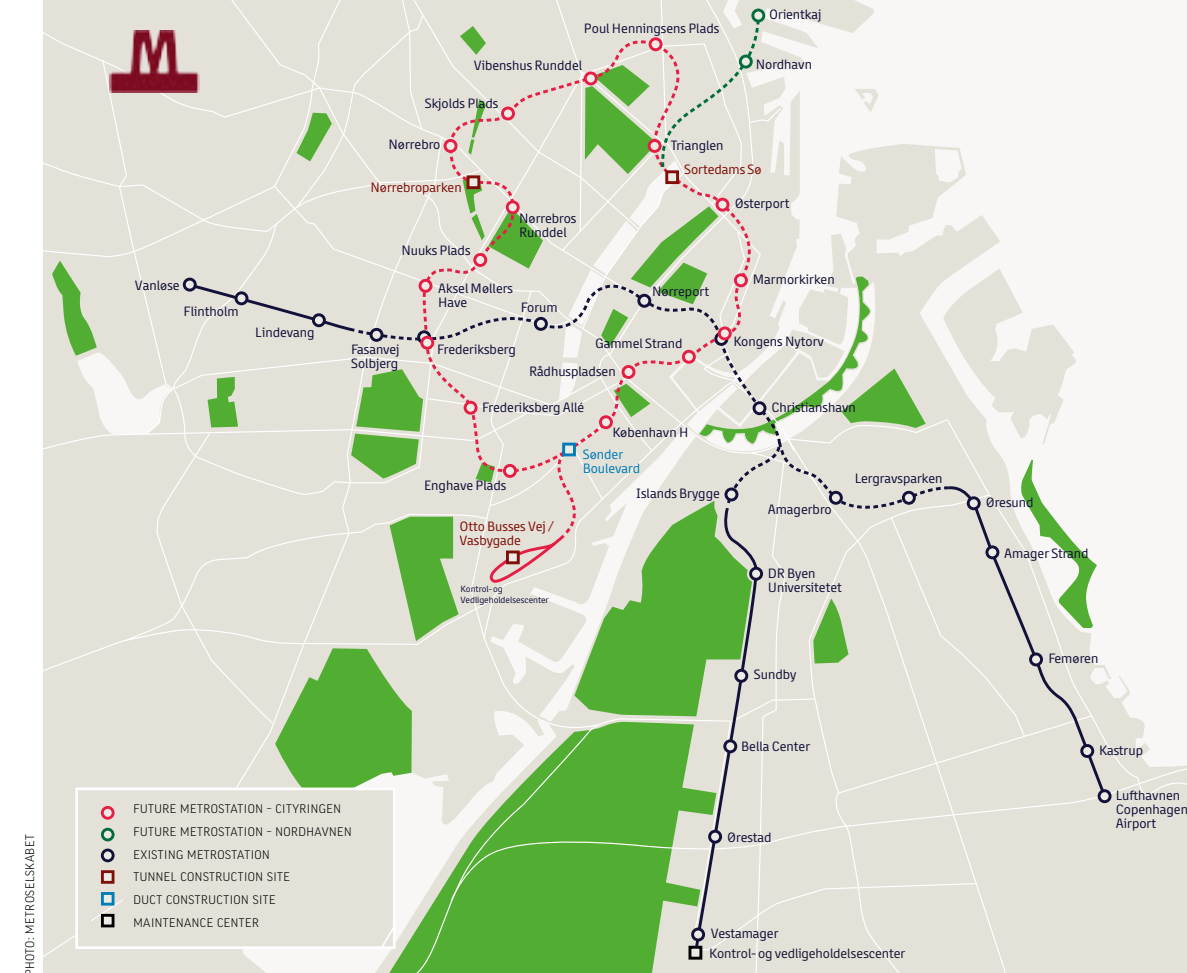 M
Orientkaj
Poul Henningsens Plads
Nordhavn
Vibenshus Runddel
Skjolds Plads
Nørrebro
Trianglen
Sortedams Sø
Nørrebroparken
Østerport
Nørrebros
Runddel
Nuuks Plads
Marmorkirken
Vanløse
Aksel Møllers
Have
Nørreport
Flintholm
Forum
Lindevang
Gammel Strand
Kongens Nytorv
Fasanvej
Solbjerg
Frederiksberg
Rådhuspladsen
Frederiksberg Allé
Christianshavn
København H
Sønder
Boulevard
Enghave Plads
Islands Brygge
Lergravsparken
Amagerbro
Øresund
Otto Busses Vej /
Vasbygade
Amager Strand
Kontrol- og
Vedligeholdelsescenter
DR Byen
Universitetet
Femøren
Sundby
Bella Center
Kastrup
Lufthavnen
Copenhagen
Airport
Ørestad
Vestamager
Kontrol- og vedligeholdelsescenter
FUTURE METROSTATION – CITYRINGEN
FUTURE METROSTATION – NORDHAVNEN
EXISTING METROSTATION
TUNNEL CONSTRUCTION SITE
DUCT CONSTRUCTION SITE
MAINTENANCE CENTER
PHOTO: METROSELSKABET